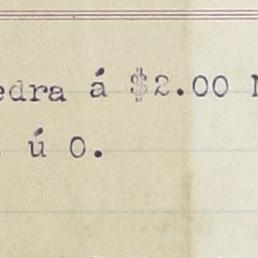 edra á $2.00 M
. ú O.